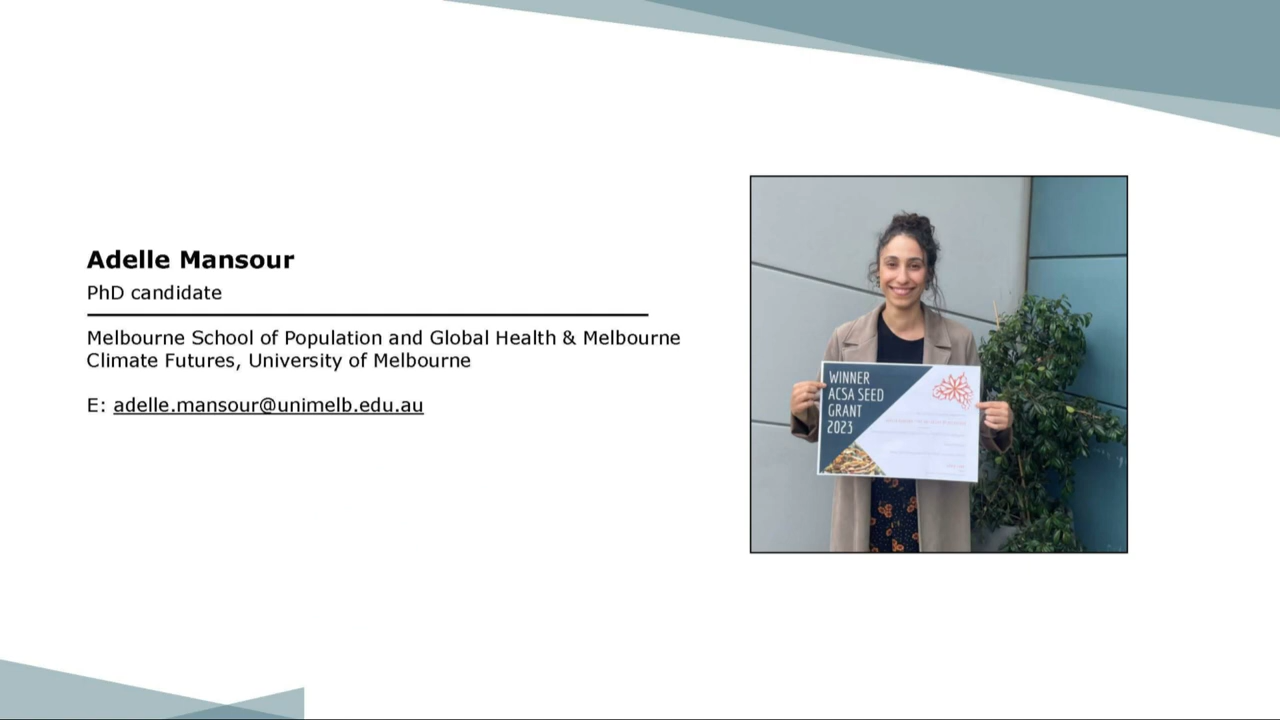 Adelle Mansour
PhD candidate
Melbourne School of Population and Global Health & Melbourne
Climate Futures, University of Melbourne
E: adelle.mansour@unimelb.edu.au
WINNER
ACSA SEED
GRANT
2023